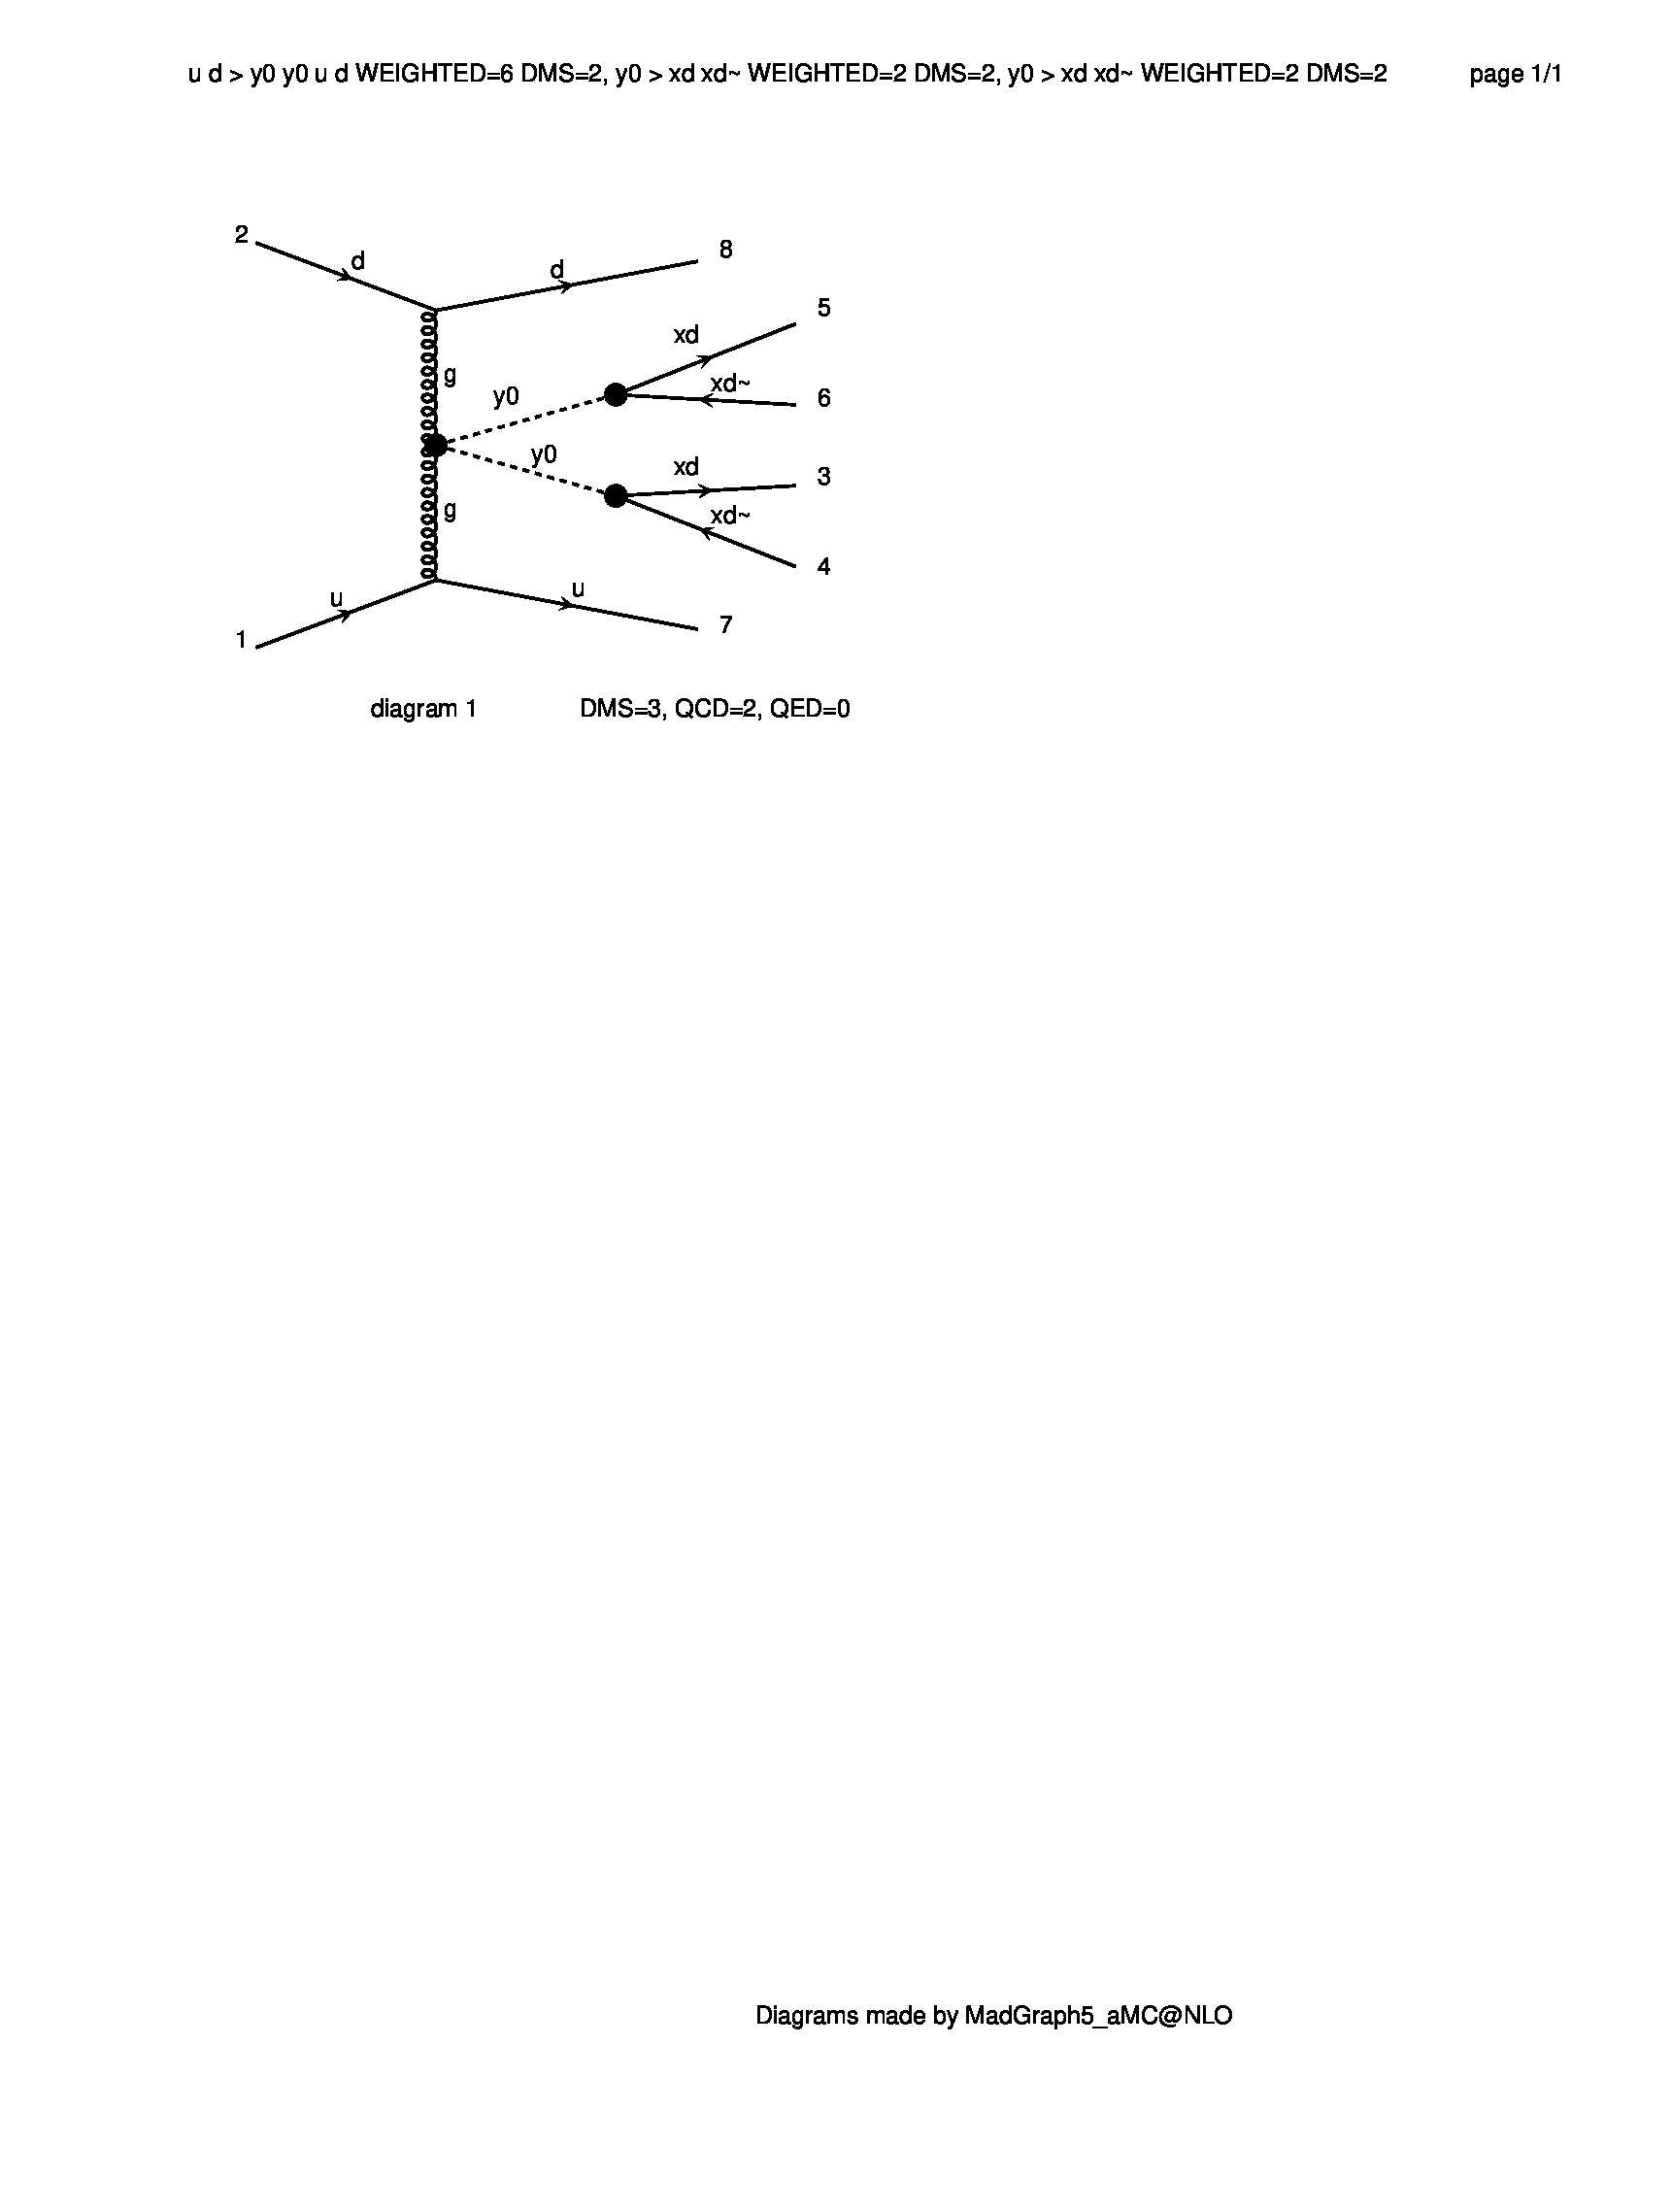 u d > y0 y0 u d WEIGHTED=6 DMS=2, y0 > xd xd~ WEIGHTED=2 DMS=2, y0 > xd xd~ WEIGHTED=2 DMS=2 page 1/1
2
d
d
8
5
xd
g
xd~
6
y0
y0
xd
3
g
xd~
4
u
u
7
1
diagram 1 DMS=3, QCD=2, QED=0
Diagrams made by MadGraph5_aMC@NLO